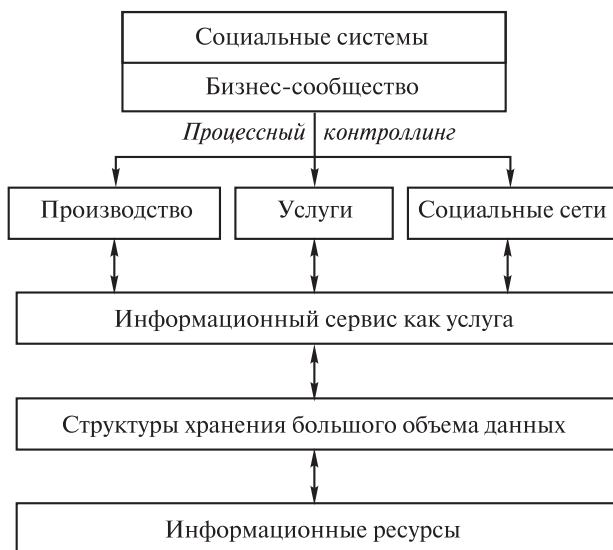 Социальные системы
Бизнес-сообщество
Процессный контроллинг
Производство
Услуги
Социальные сети
Информационный сервис как услуга
Структуры хранения большого объема данных
Информационные ресурсы